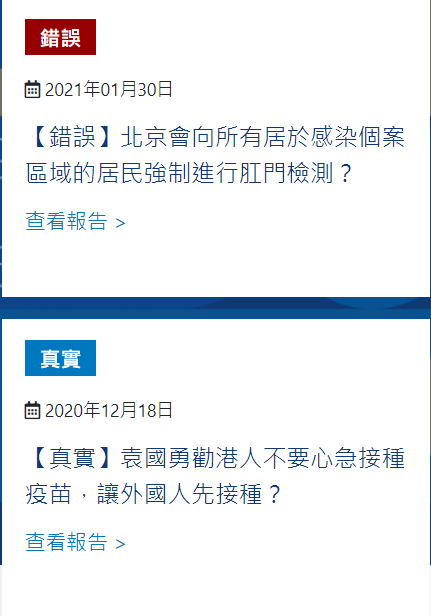 錯誤
2021年01月30日
【錯誤】北京會向所有居於感染個案
區域的居民強制進行肛門檢測？
查看報告 >
真實
2020年12月18日
【真實】袁國勇勸港人不要心急接種
疫苗，讓外國人先接種？
查看報告 >